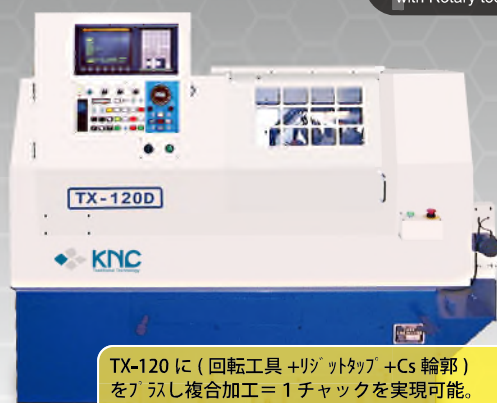 with Rotary too
TX-120D
KNC
TX-120 に ( 回転工具 +ﾘｼﾞｯﾄﾀｯﾌﾟ +Cs 輪郭 )
をﾌﾟﾗｽし複合加工＝１チャックを実現可能。